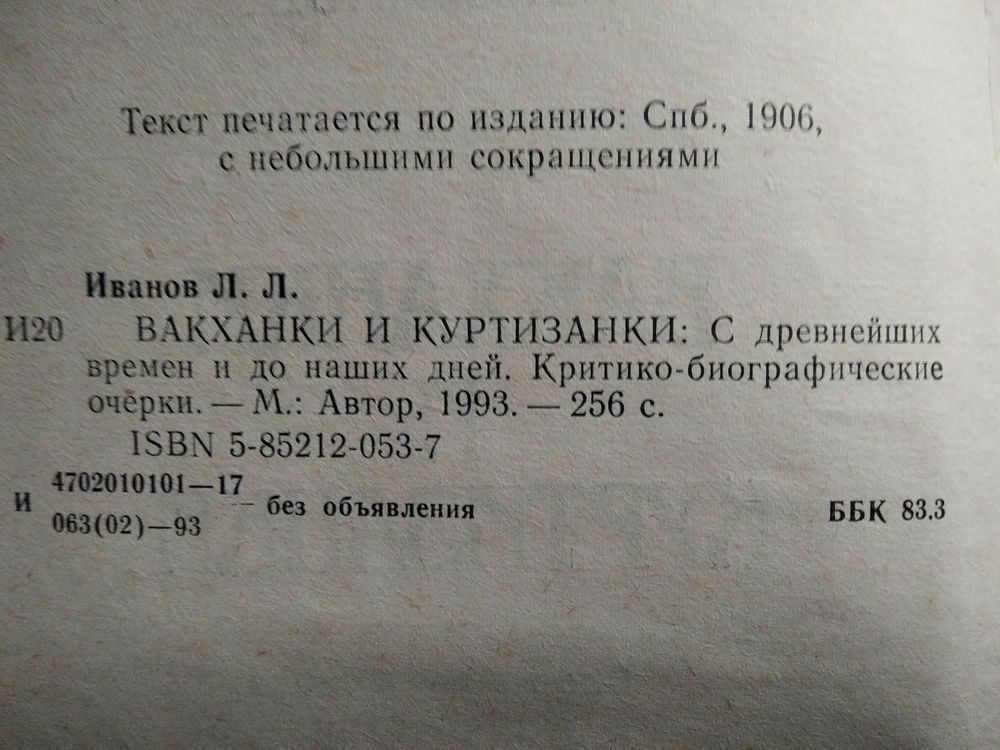 Текст печатается по изданию: Спб., 1906,
с небольшими сокращениями
Иванов Л. Л.
И20 ВАКХАНКИ И КУРТИЗАНКИ: С древнейших
времен и до наших дней. Критико-биографические
очерки. — М.: Автор, 1993. — 256 с.
ISBN 5-85212-053-7
И 4702010101—17
063(02)—93
— без объявления
ББК 83.3